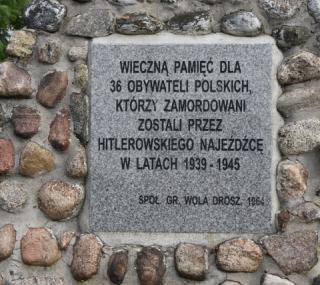 WIECZNĄ PAMIĘĆ DLA
36 OBYWATELI POLSKICH,
KTÓRZY ZAMORDOWANI
ZOSTALI PRZEZ
HITLEROWSKIEGO NAJEŹDŹCĘ
W LATACH 1939-1945
SPOŁ. GR. WOLA DROSZ. 1964